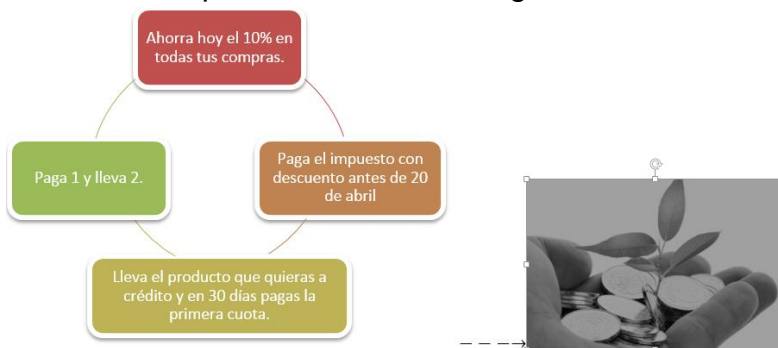 Ahorra hoy el 10% en
todas tus compras.
Paga 1 y lleva 2.
Paga el impuesto con
descuento antes de 20
de abril
Lleva el producto que quieras a
crédito y en 30 días pagas la
primera cuota.